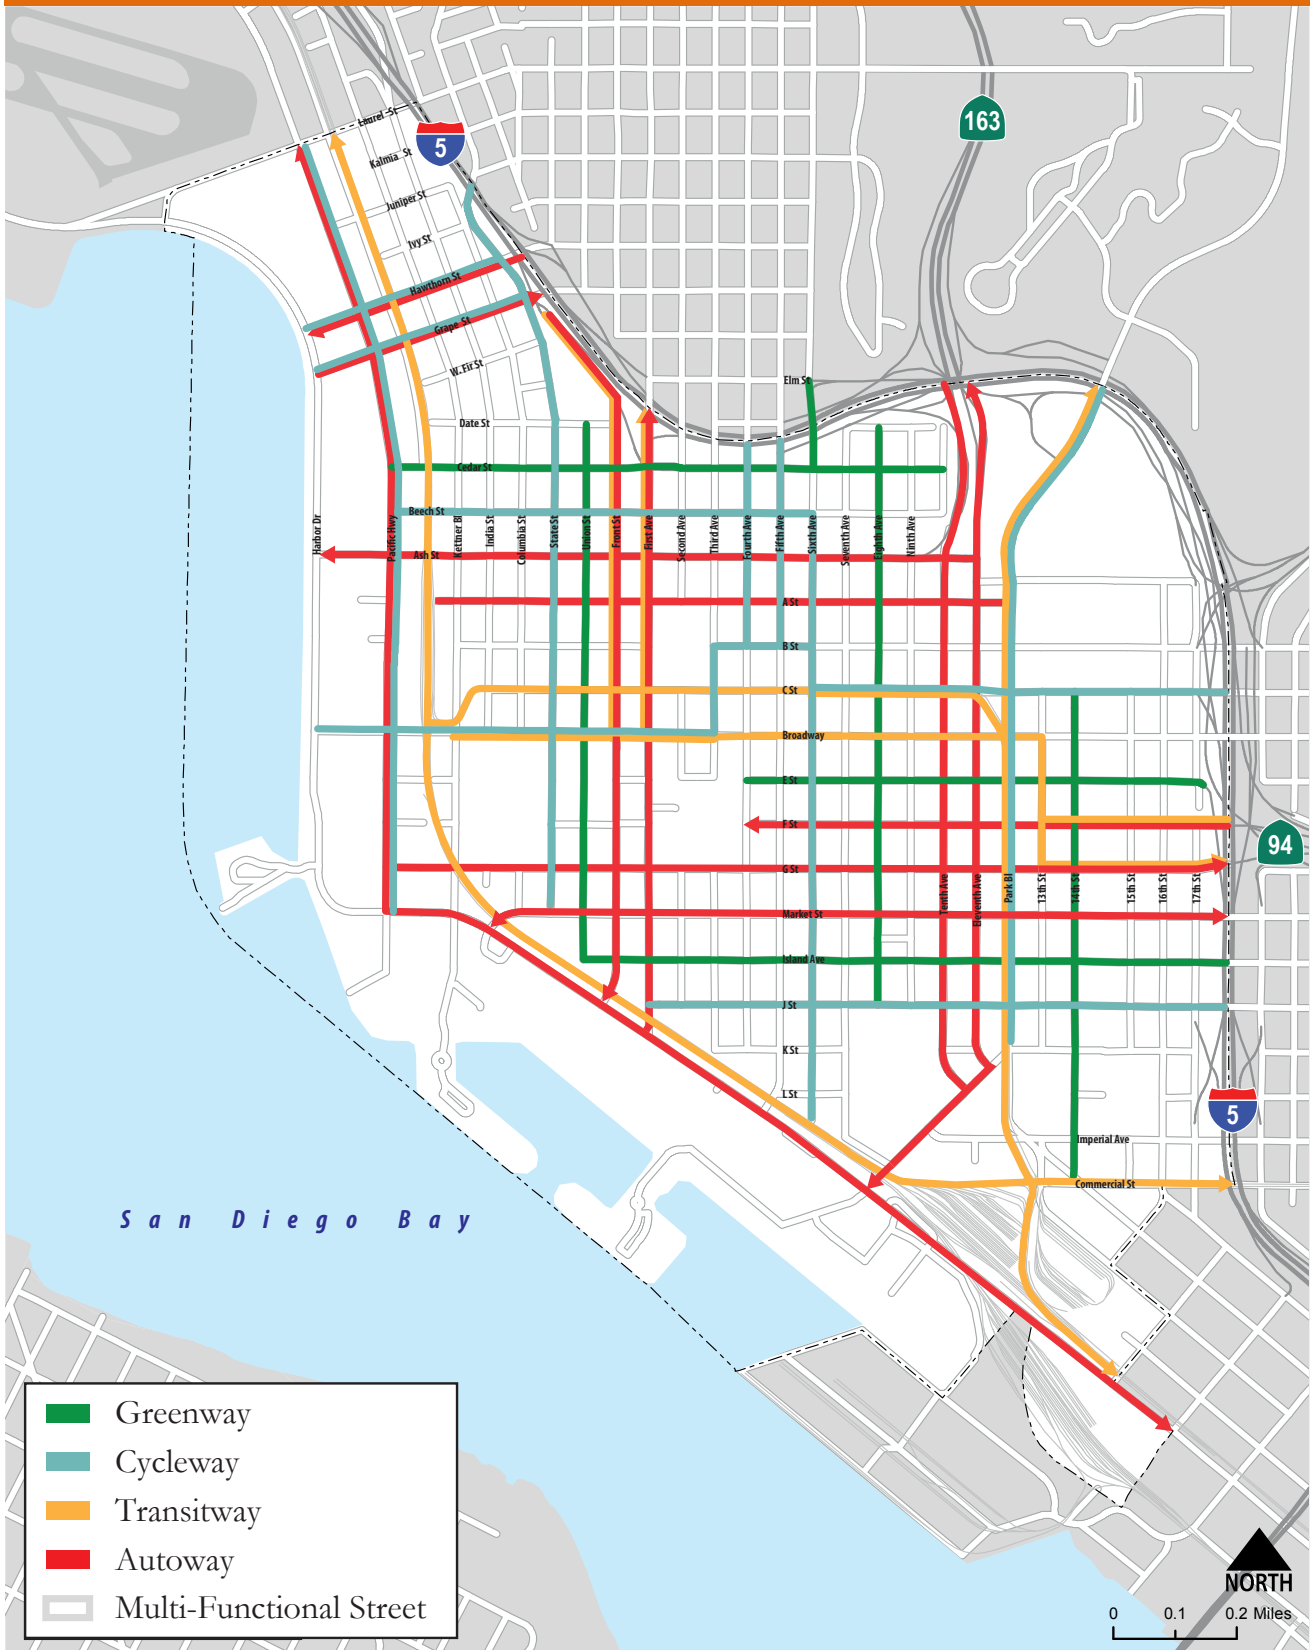 163
5
Laurel St
Kalmia St
Juniper St
Ivy St
Hawthorn St
Grape St
W. Fir St
Elm St
Date St
Cedar St
Beech St
Ash St
Harbor Dr
Pacific Hwy
Kettner Bl
India St
Columbia St
State St
Union St
Front St
First Ave
Second Ave
Third Ave
Fourth Ave
Fifth Ave
Sixth Ave
Seventh Ave
Eighth Ave
Ninth Ave
A St
B St
C St
Broadway
E St
F St
94
G St
Tenth Ave
Eleventh Ave
Park Bl
13th St
14th St
15th St
16th St
17th St
Market St
Island Ave
J St
K St
L St
5
Imperial Ave
Commercial St
San Diego Bay
Greenway
Cycleway
Transitway
Autoway
Multi-Functional Street
NORTH
0 0.1 0.2 Miles